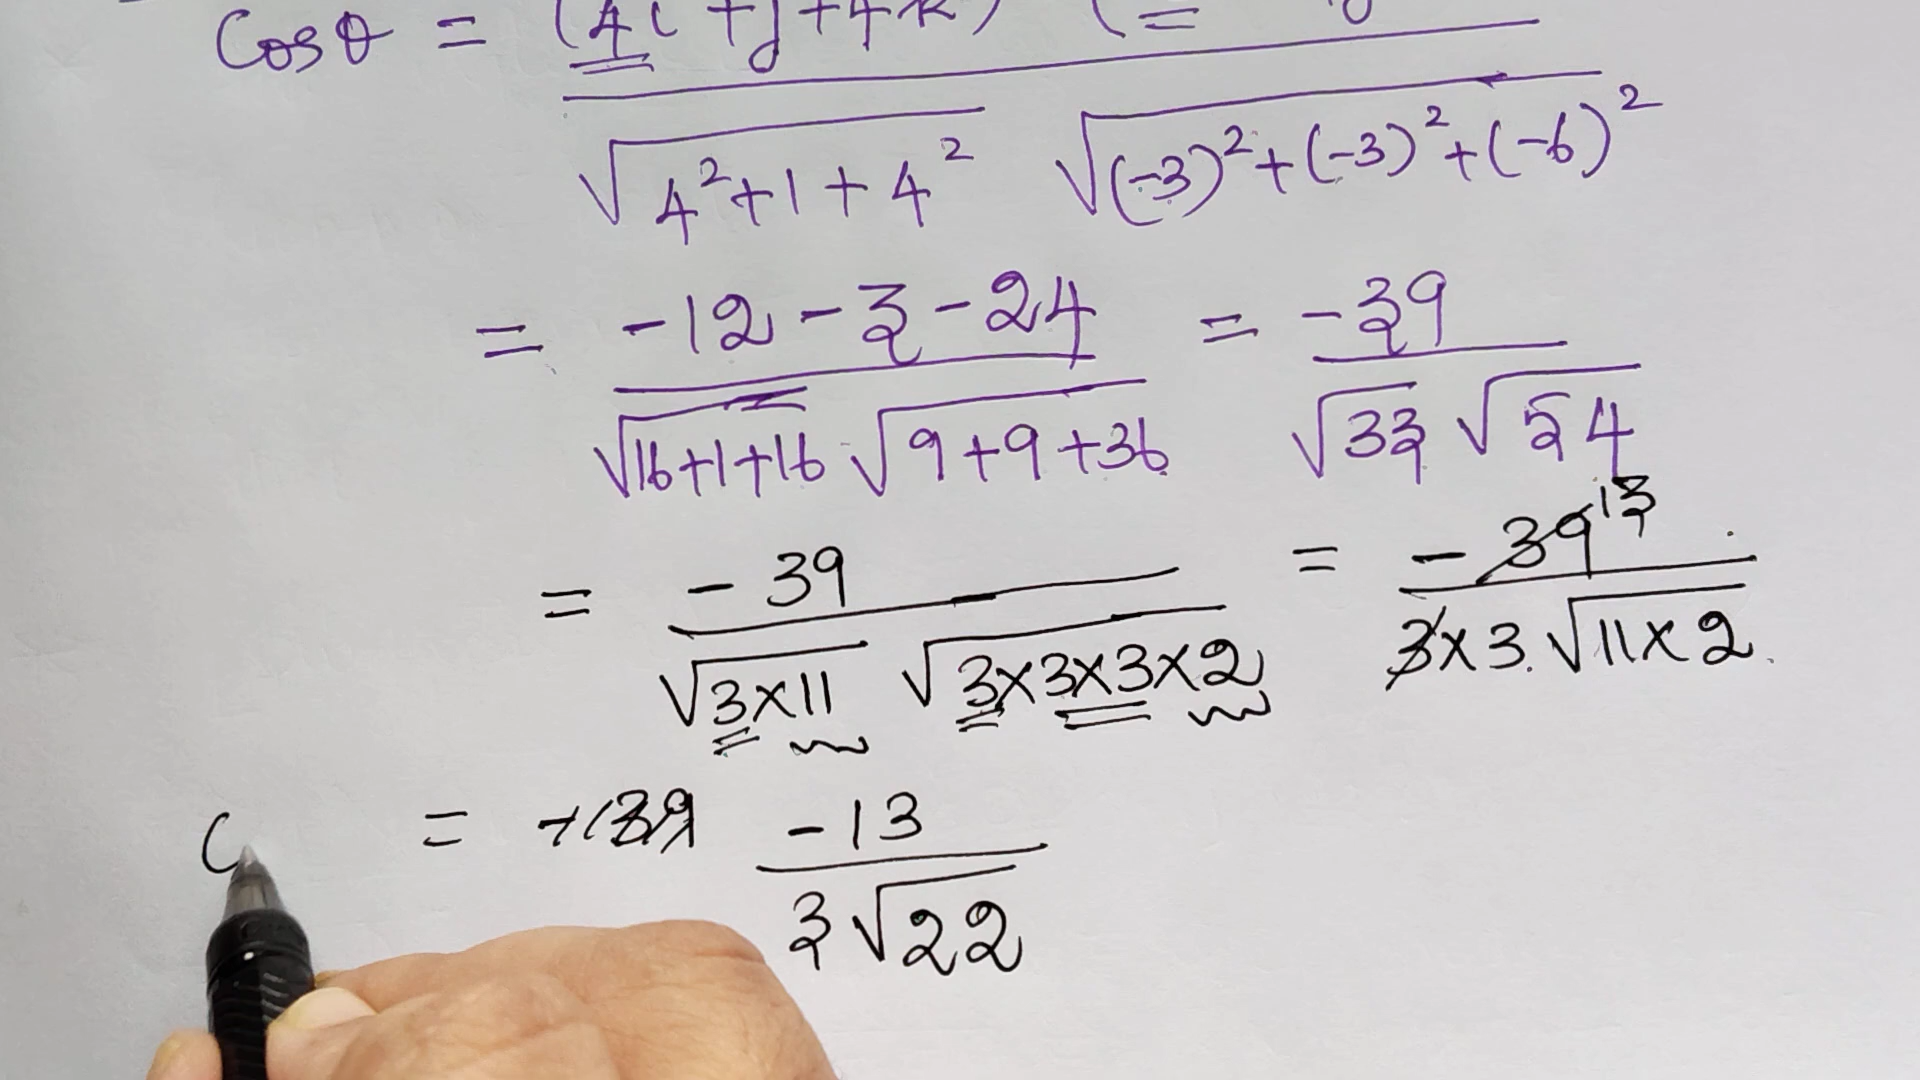 Cosθ = (4i + j + 4k) (
√4²+1+4² √(-3)²+(-3)²+(-6)²
= -12-3-24 = -39
√16+1+16 √9+9+36 √33 √54
= -39 = -39 13
√3×11 √3×3×3×2 3×3.√11×2
C = -13
3√22